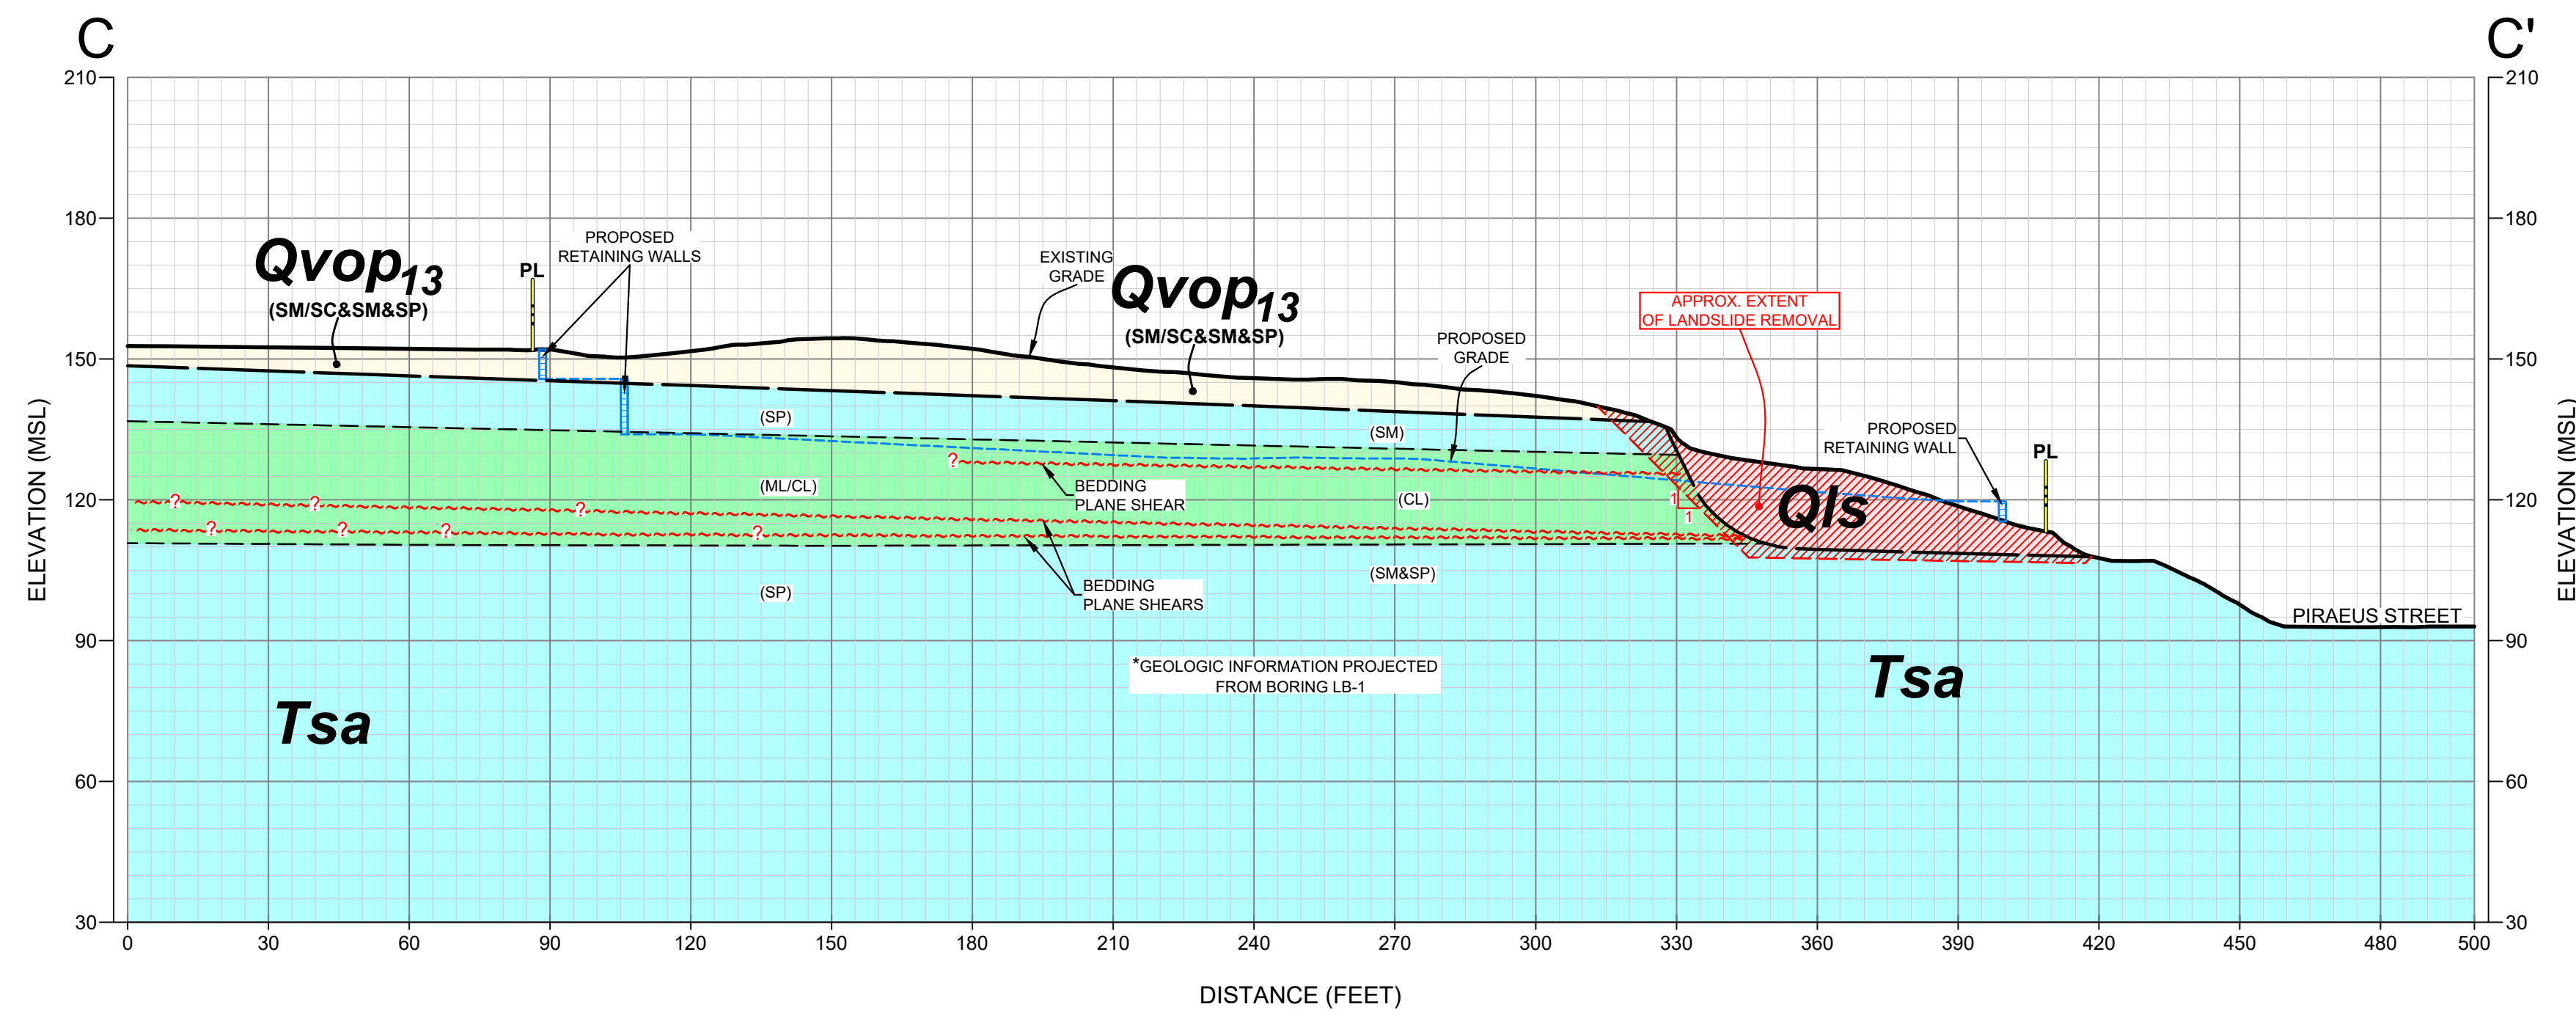 C
C'
210
210
180
180
150
150
120
120
90
90
60
60
30
30
ELEVATION (MSL)
ELEVATION (MSL)
Qvop13
(SM/SC&SM&SP)
PL
PROPOSED
RETAINING WALLS
EXISTING
GRADE
Qvop13
(SM/SC&SM&SP)
APPROX. EXTENT
OF LANDSLIDE REMOVAL
PROPOSED
GRADE
PROPOSED
RETAINING WALL
PL
(SP)
(SM)
?
(ML/CL)
BEDDING
PLANE SHEAR
(CL)
1
1
Qls
? ? ?
? ? ? ?
(SP)
BEDDING
PLANE SHEARS
(SM&SP)
PIRAEUS STREET
*GEOLOGIC INFORMATION PROJECTED
FROM BORING LB-1
Tsa
Tsa
0 30 60 90 120 150 180 210 240 270 300 330 360 390 420 450 480 500
DISTANCE (FEET)